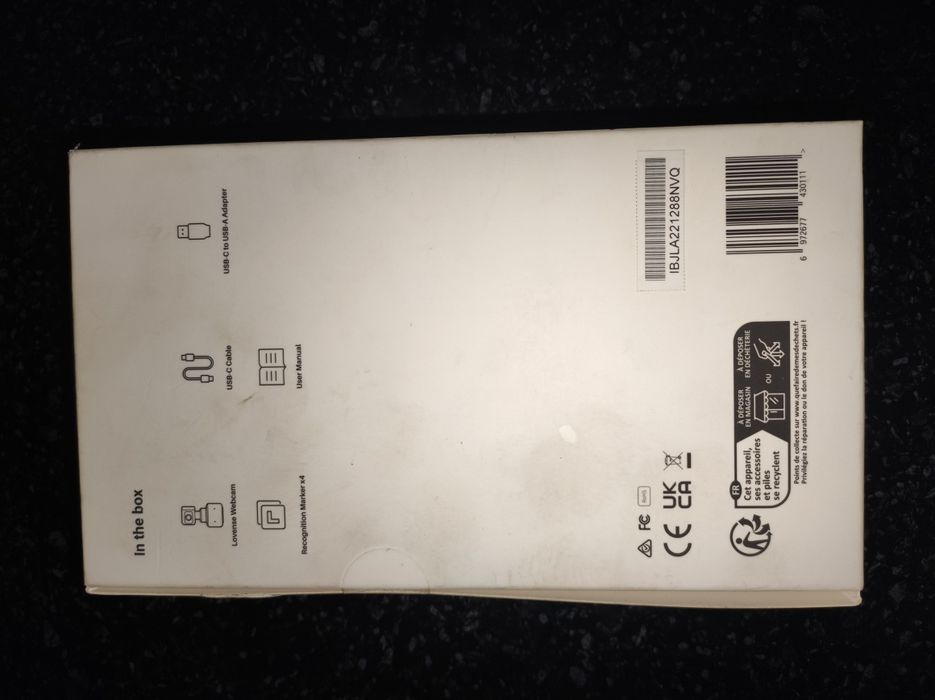 In the box
Lovense Webcam
USB-C Cable
USB-C to USB-A Adapter
Recognition Marker x4
User Manual
FC
RoHS
CE
UK
CA
IBJLA221288NVQ
6 972677 430111 >
FR
Cet appareil,
ses accessoires
et piles
se recyclent
À DÉPOSER
EN MAGASIN
OU
À DÉPOSER
EN DÉCHÈTERIE
Points de collecte sur www.quefairedemesdechets.fr
Privilégiez la réparation ou le don de votre appareil !